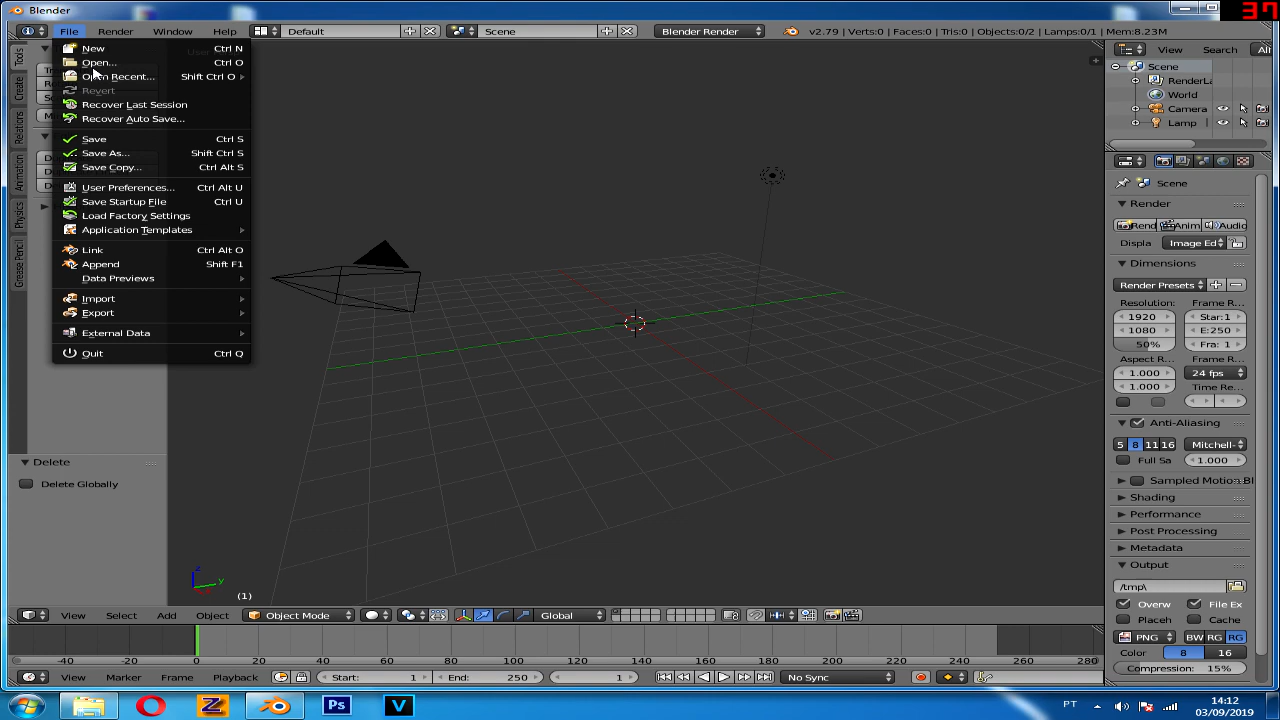 Blender
37
File Render Window Help Default Scene Blender Render v2.79 | Verts:0 | Faces:0 | Tris:0 | Objects:0/2 | Lamps:0/1 | Mem:8.23M
New Ctrl N
Open... Ctrl O
Open Recent... Shift Ctrl O
Revert
Recover Last Session
Recover Auto Save...
Save Ctrl S
Save As... Shift Ctrl S
Save Copy... Ctrl Alt S
User Preferences... Ctrl Alt U
Save Startup File Ctrl U
Load Factory Settings
Application Templates
Link Ctrl Alt O
Append Shift F1
Data Previews
Import
Export
External Data
Quit Ctrl Q
Tools
Create
Relations
Animation
Physics
Grease Pencil
Delete
Delete Globally
z
y
(1)
View Search All
Scene
RenderLa
World
Camera
Lamp
Scene
Render
Rend Anim Audio
Displa Image Ed
Dimensions
Render Presets
Resolution: Frame R
1920 Star:1
1080 E:250
50% Fra: 1
Aspect R... Frame R...
1.000 24 fps
1.000 Time Re...
Anti-Aliasing
5 8 11 16 Mitchell-
Full Sa 1.000
Sampled Motion Bl
Shading
Performance
Post Processing
Metadata
Output
/tmp\
Overw File Ex
Placeh Cache
PNG BW RG RG
Color 8 16
Compression: 15%
View Select Add Object Object Mode Global
-40 -20 0 20 40 60 80 100 120 140 160 180 200 220 240 260 280
View Marker Frame Playback Start: 1 End: 250 1 No Sync
Z Ps V PT 14:12
03/09/2019